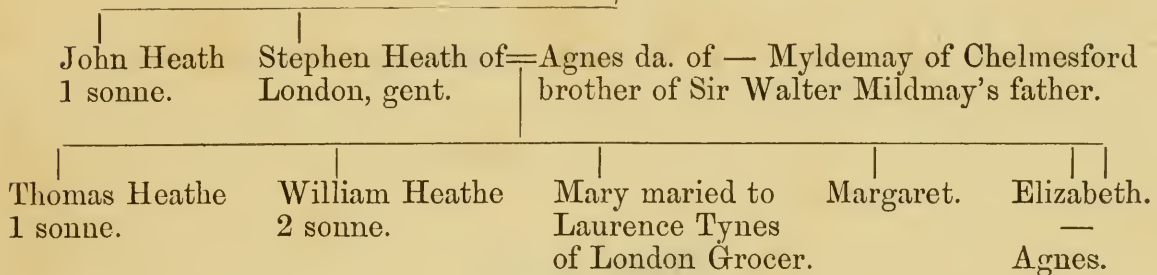 John Heath
1 sonne.
Stephen Heath of=Agnes da. of — Myldemay of Chelmesford
London, gent.
brother of Sir Walter Mildmay's father.
Thomas Heathe
1 sonne.
William Heathe
2 sonne.
Mary maried to
Laurence Tynes
of London Grocer.
Margaret.
Elizabeth.
—
Agnes.